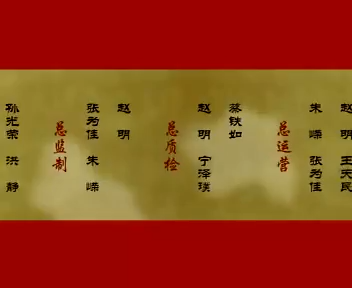 赵明 王天民
朱嵘 张为佳
总运营
蔡铁如
赵明 宁泽璞
总质检
赵明
张为佳 朱嵘
总监制
孙光荣 洪静